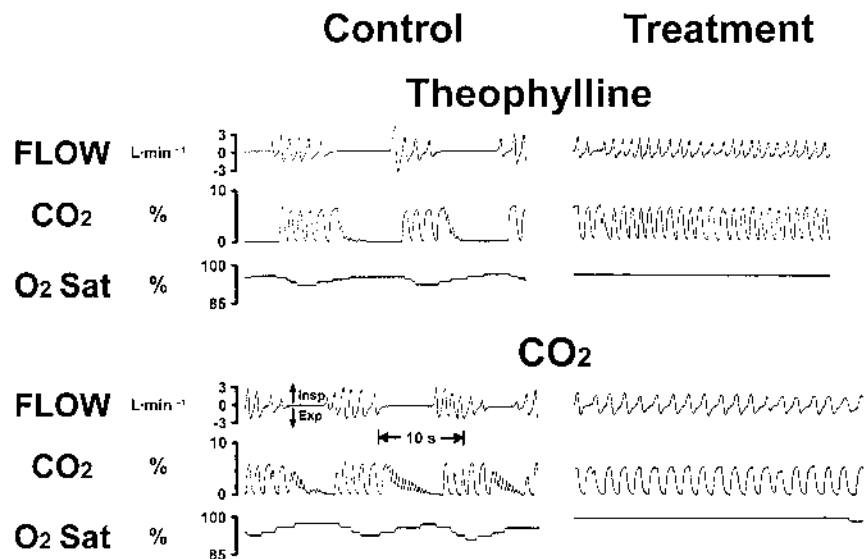 Control Treatment
Theophylline
FLOW L·min ⁻¹ 3 0 -3
CO₂ % 10 0
O₂ Sat % 100 85
CO₂
FLOW L·min ⁻¹ 3 0 -3 Insp Exp
10 s
CO₂ % 10 0
O₂ Sat % 100 85